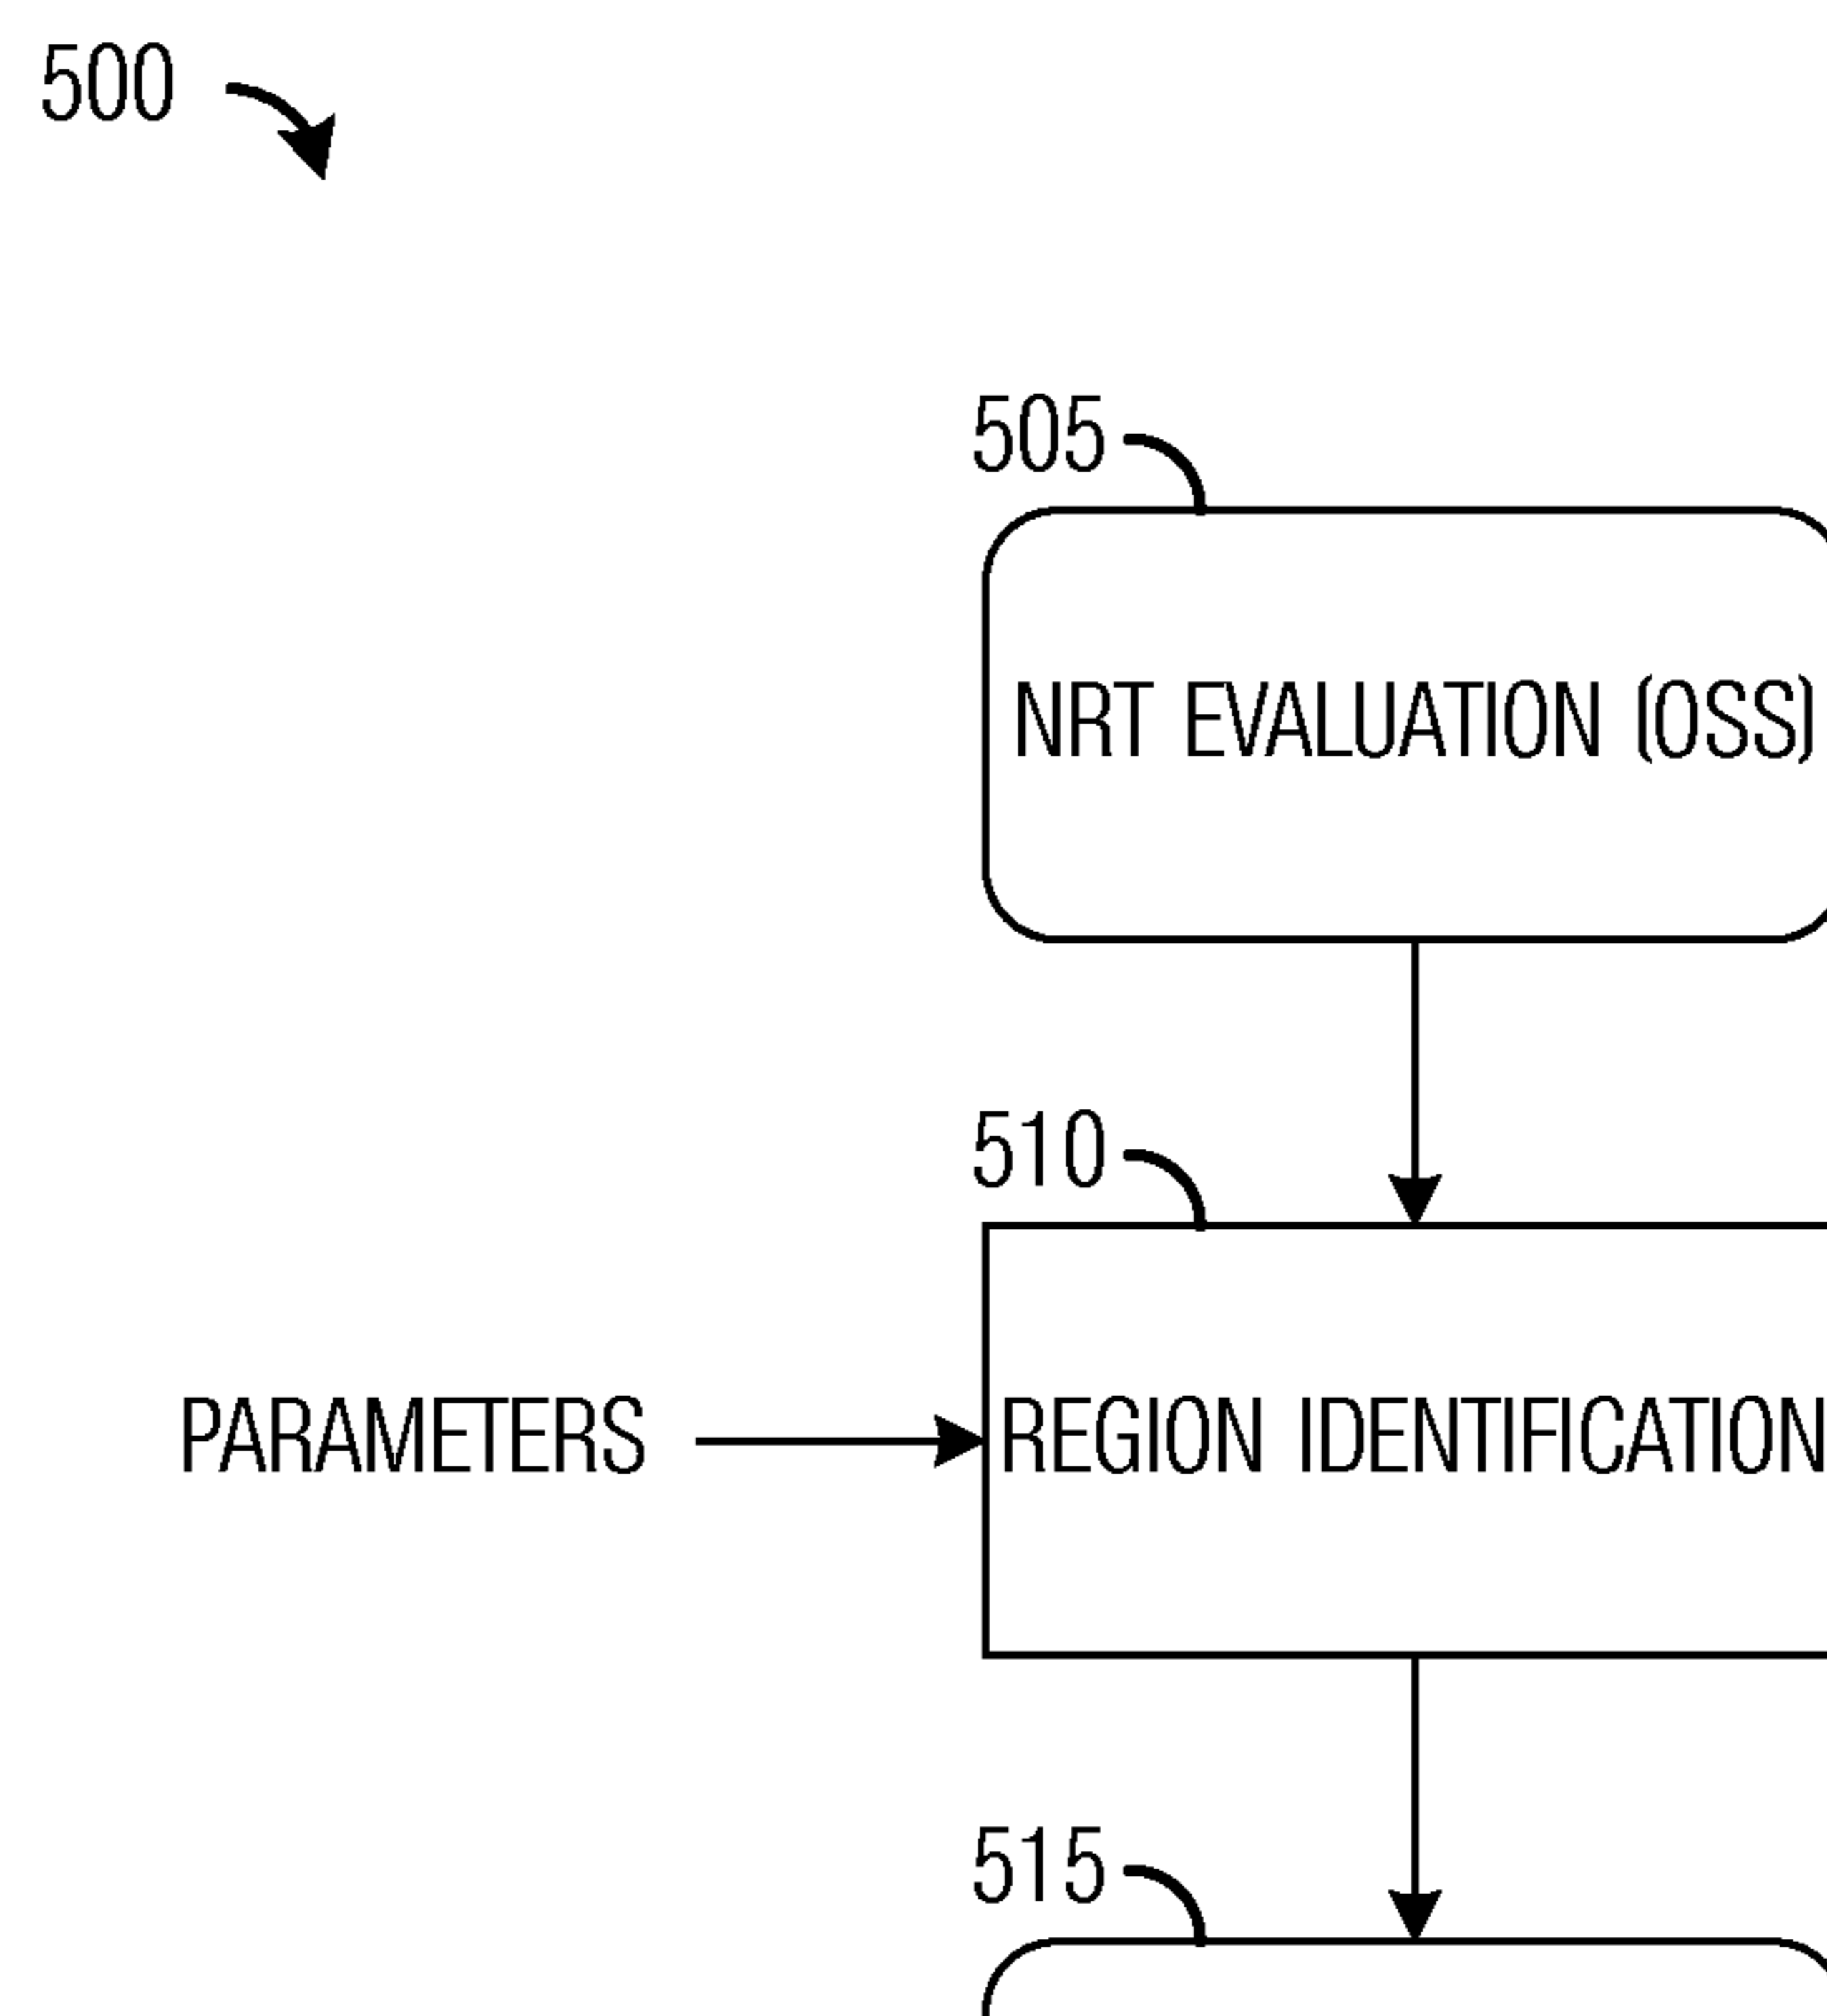 500
505
NRT EVALUATION (OSS)
510
PARAMETERS
REGION IDENTIFICATION
515